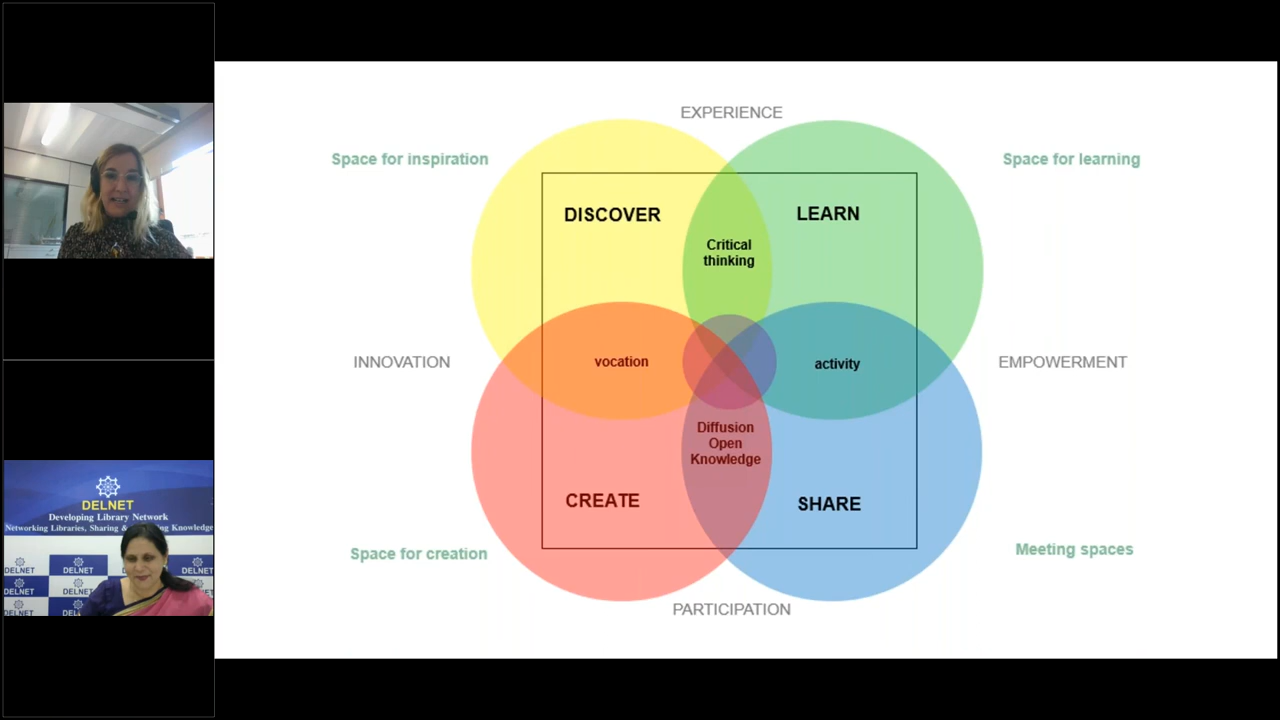 EXPERIENCE
Space for inspiration
Space for learning
DISCOVER
LEARN
Critical
thinking
INNOVATION
vocation
activity
EMPOWERMENT
Diffusion
Open
Knowledge
CREATE
SHARE
Space for creation
Meeting spaces
PARTICIPATION
DELNET
Developing Library Network
Networking Libraries, Sharing & Knowledge
DELNET
DELNET
DELNET
DELNET
DELNET
DELNET
DELNET